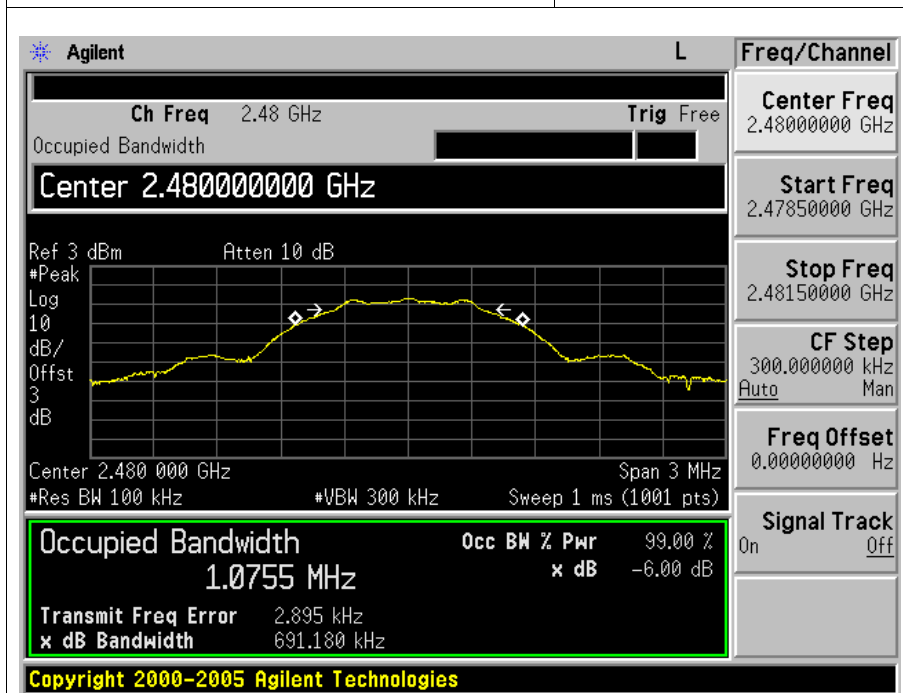 Agilent L
Freq/Channel
Ch Freq 2.48 GHz Trig Free
Occupied Bandwidth
Center 2.480000000 GHz
Ref 3 dBm Atten 10 dB
#Peak
Log
10
dB/
Offst
3
dB
Center 2.480 000 GHz Span 3 MHz
#Res BW 100 kHz #VBW 300 kHz Sweep 1 ms (1001 pts)
Occupied Bandwidth Occ BW % Pwr 99.00 %
1.0755 MHz x dB -6.00 dB
Transmit Freq Error 2.895 kHz
x dB Bandwidth 691.180 kHz
Copyright 2000-2005 Agilent Technologies
Center Freq
2.48000000 GHz
Start Freq
2.47850000 GHz
Stop Freq
2.48150000 GHz
CF Step
300.000000 kHz
Auto Man
Freq Offset
0.00000000 Hz
Signal Track
On Off